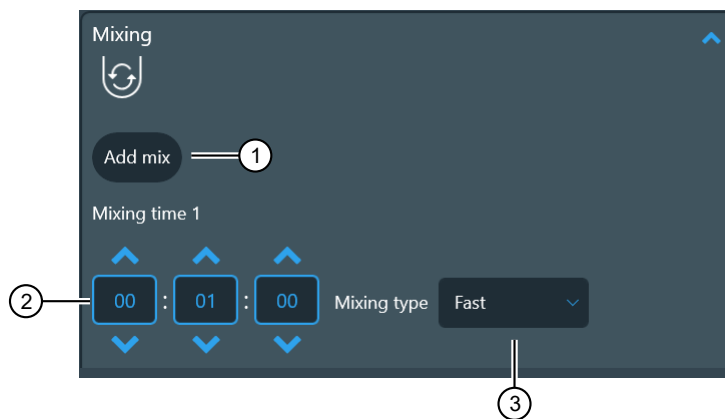 Mixing
Add mix
1
Mixing time 1
2
00 : 01 : 00 Mixing type Fast
3